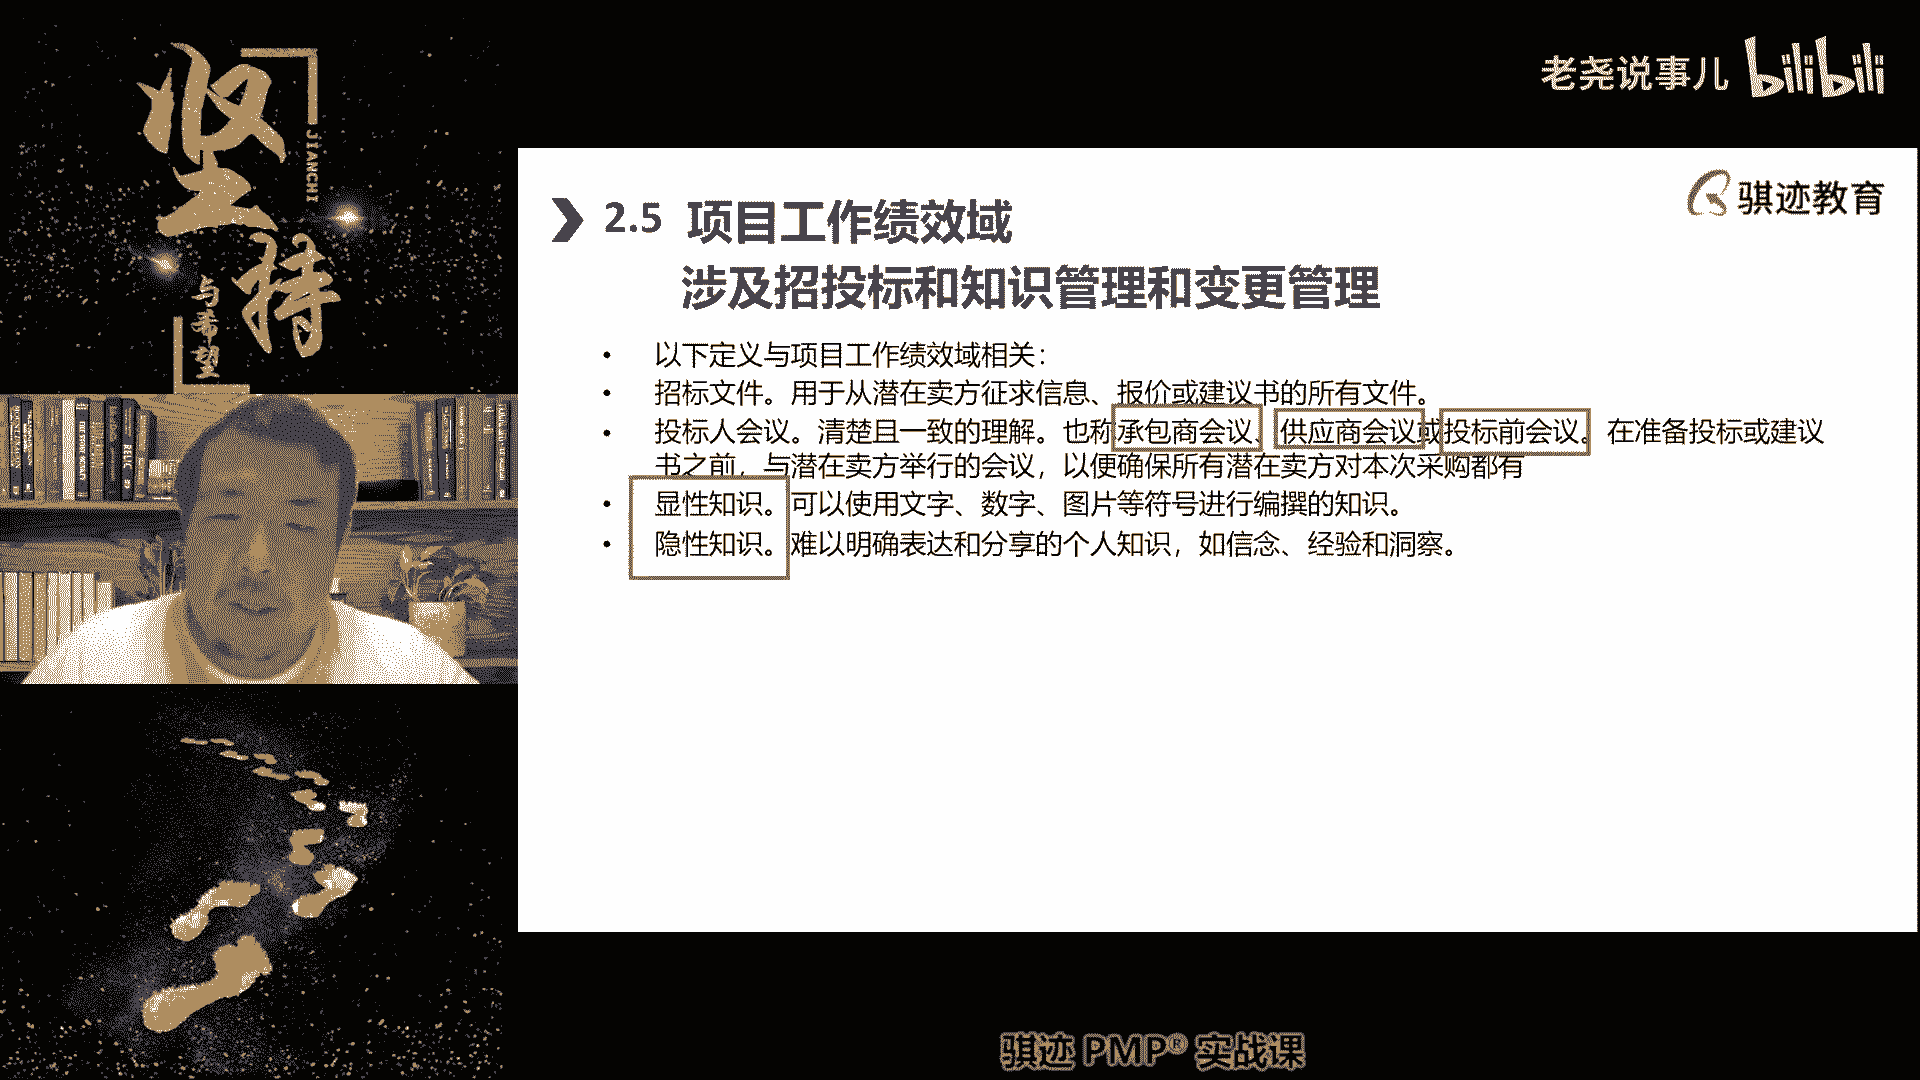 坚持
JIANCHI
与希望
老尧说事儿 bilibili
骐迹教育
2.5 项目工作绩效域
涉及招投标和知识管理和变更管理
• 以下定义与项目工作绩效域相关：
• 招标文件。用于从潜在卖方征求信息、报价或建议书的所有文件。
• 投标人会议。清楚且一致的理解。也称承包商会议、供应商会议或投标前会议。在准备投标或建议
书之前，与潜在卖方举行的会议，以便确保所有潜在卖方对本次采购都有
• 显性知识。可以使用文字、数字、图片等符号进行编撰的知识。
• 隐性知识。难以明确表达和分享的个人知识，如信念、经验和洞察。
骐迹 PMP® 实战课